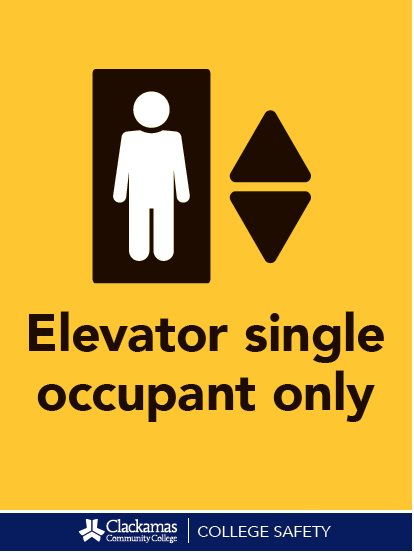 Elevator single
occupant only
Clackamas
Community College
COLLEGE SAFETY